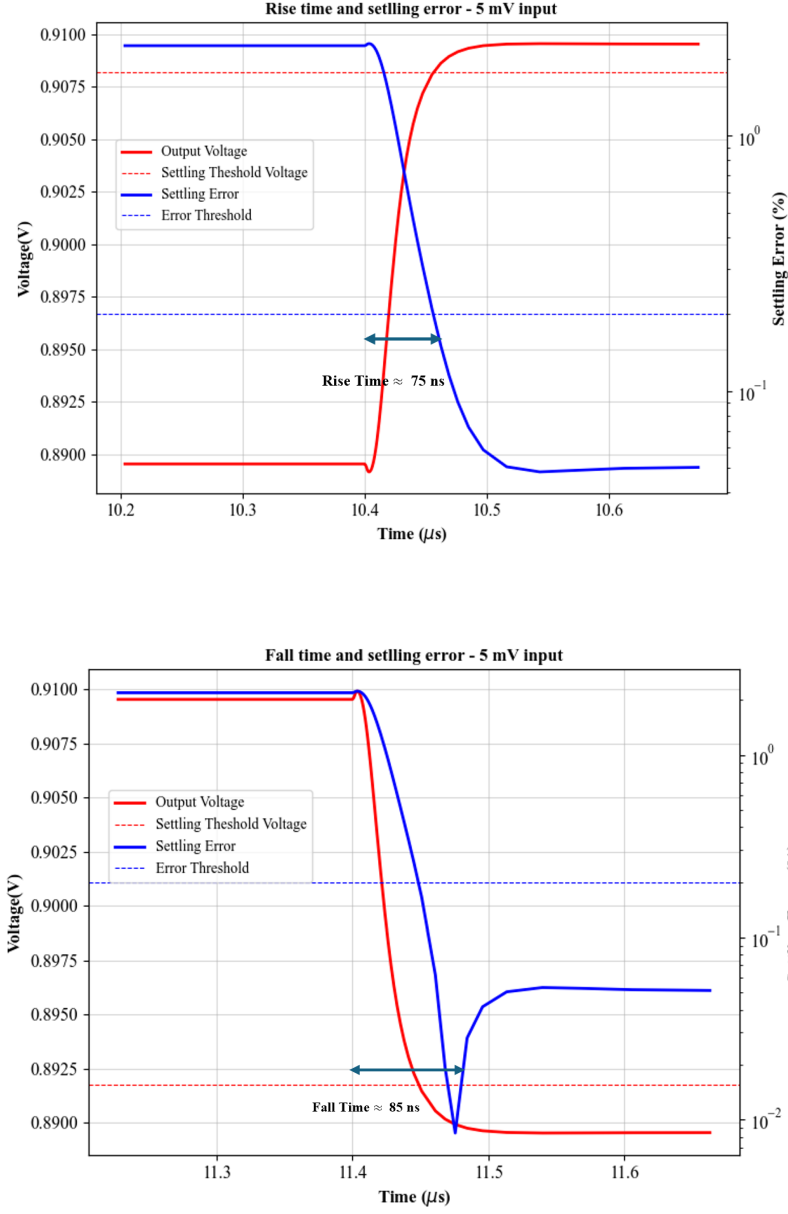 Rise time and setlling error - 5 mV input
0.9100
0.9075
0.9050
0.9025
0.9000
0.8975
0.8950
0.8925
0.8900
Voltage(V)
Output Voltage
Settling Theshold Voltage
Settling Error
Error Threshold
Rise Time ≈ 75 ns
10⁰
10⁻¹
Settling Error (%)
10.2 10.3 10.4 10.5 10.6
Time (μs)
Fall time and setlling error - 5 mV input
0.9100
0.9075
0.9050
0.9025
0.9000
0.8975
0.8950
0.8925
0.8900
Voltage(V)
Output Voltage
Settling Theshold Voltage
Settling Error
Error Threshold
Fall Time ≈ 85 ns
10⁰
10⁻¹
10⁻²
11.3 11.4 11.5 11.6
Time (μs)